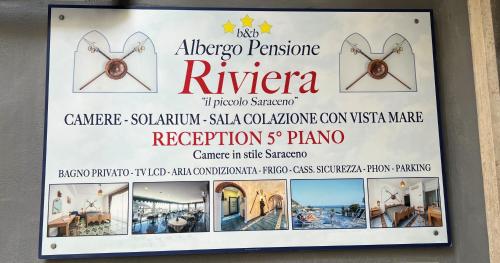 b&b
Albergo Pensione
Riviera
"il piccolo Saraceno"
CAMERE - SOLARIUM - SALA COLAZIONE CON VISTA MARE
RECEPTION 5° PIANO
Camere in stile Saraceno
BAGNO PRIVATO - TV LCD - ARIA CONDIZIONATA - FRIGO - CASS. SICUREZZA - PHON - PARKING